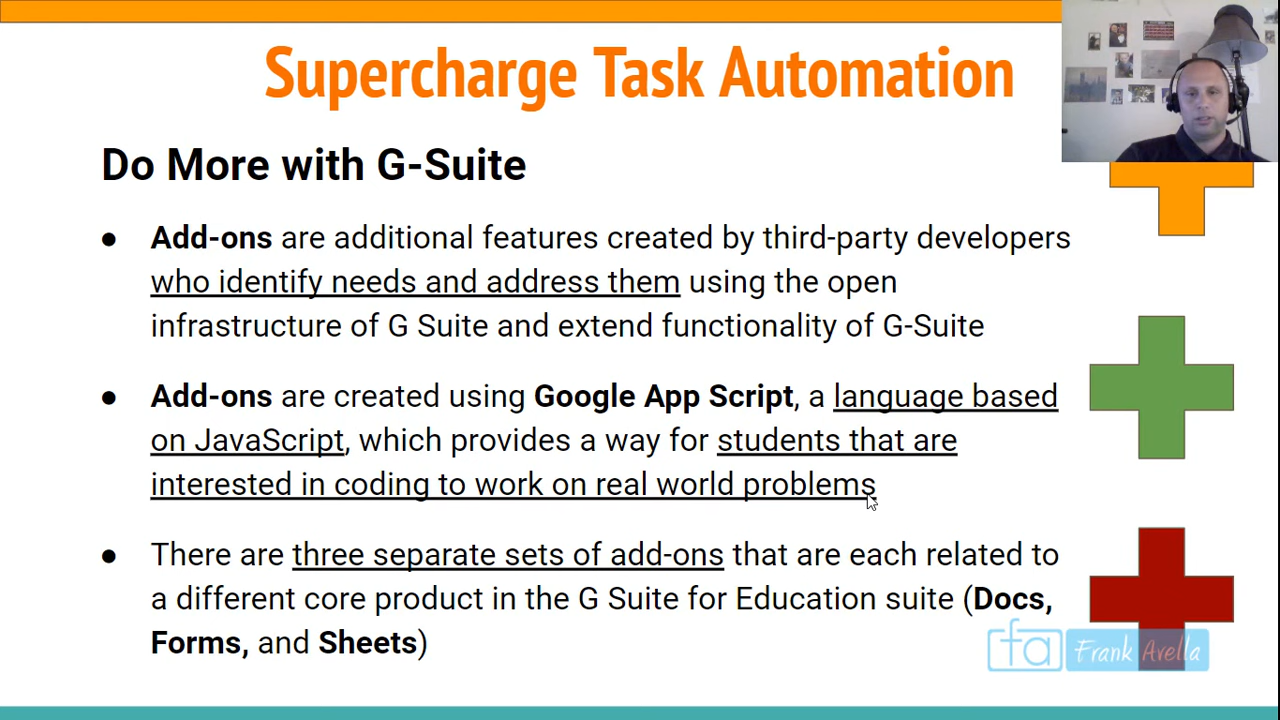 Supercharge Task Automation
Do More with G-Suite
● Add-ons are additional features created by third-party developers
who identify needs and address them using the open
infrastructure of G Suite and extend functionality of G-Suite
● Add-ons are created using Google App Script, a language based
on JavaScript, which provides a way for students that are
interested in coding to work on real world problems
● There are three separate sets of add-ons that are each related to
a different core product in the G Suite for Education suite (Docs,
Forms, and Sheets)
fa Frank Avella